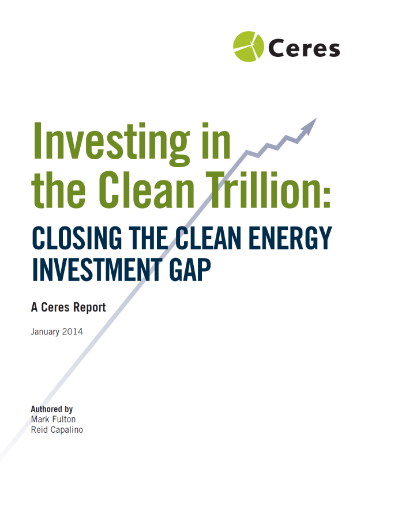 Ceres
Investing in
the Clean Trillion:
CLOSING THE CLEAN ENERGY
INVESTMENT GAP
A Ceres Report
January 2014
Authored by
Mark Fulton
Reid Capalino